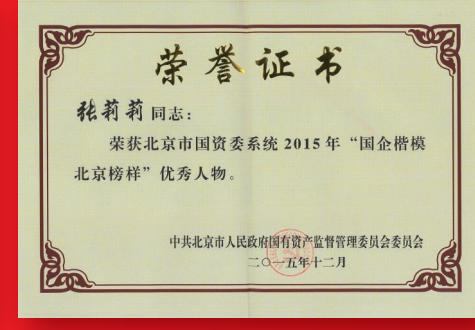 荣誉证书
张莉莉同志：
荣获北京市国资委系统2015年“国企楷模
北京榜样”优秀人物。
中共北京市人民政府国有资产监督管理委员会委员会
二〇一五年十二月